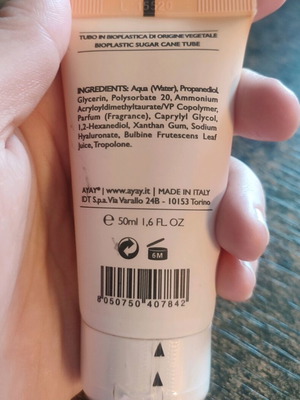 TUBO IN BIOPLASTICA DI ORIGINE VEGETALE
BIOPLASTIC SUGAR CANE TUBE
INGREDIENTS: Aqua (Water), Propanediol,
Glycerin, Polysorbate 20, Ammonium
Acryloyldimethyltaurate/VP Copolymer,
Parfum (Fragrance), Caprylyl Glycol,
1,2-Hexanediol, Xanthan Gum, Sodium
Hyaluronate, Bulbine Frutescens Leaf
Juice, Tropolone.
AYAY® | www.ayay.it | MADE IN ITALY
IDT S.p.a. Via Varallo 24B - 10153 Torino
e 50ml 1,6 FL. OZ
6M
8 050750 407842